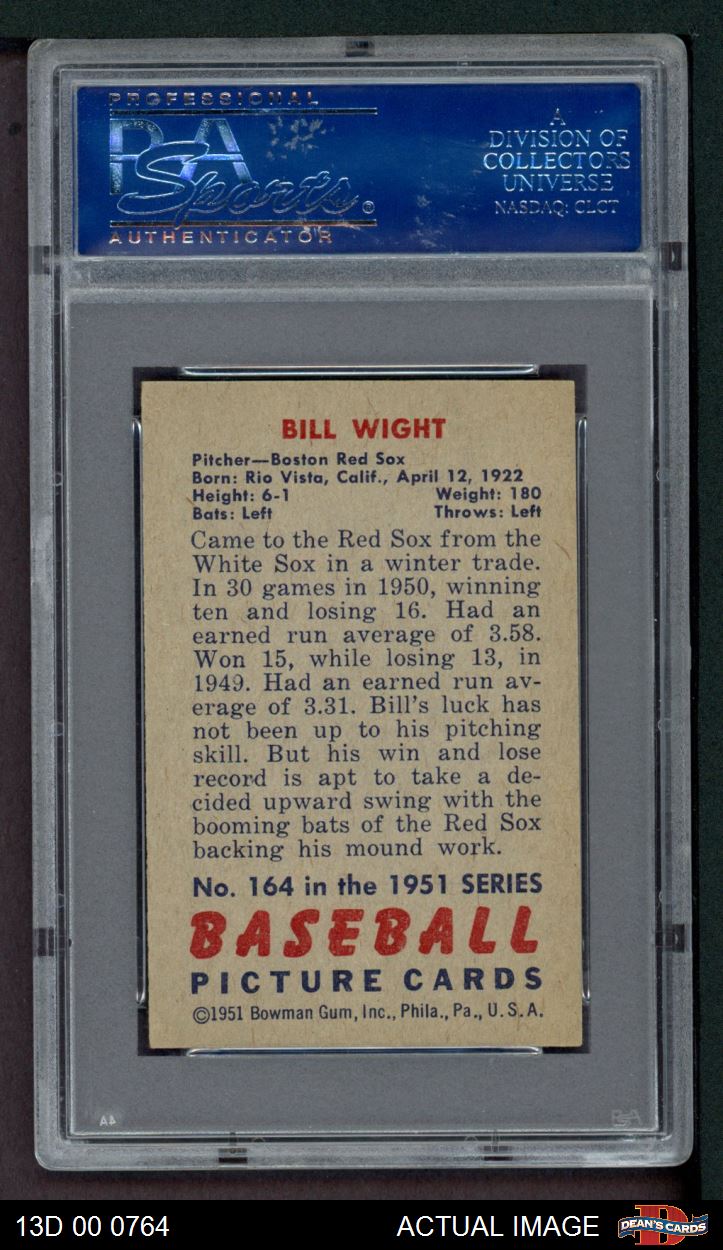 PROFESSIONAL
PSA
Sports®
AUTHENTICATOR
A
DIVISION OF
COLLECTORS
UNIVERSE
NASDAQ: CLCT
BILL WIGHT
Pitcher—Boston Red Sox
Born: Rio Vista, Calif., April 12, 1922
Height: 6-1 Weight: 180
Bats: Left Throws: Left
Came to the Red Sox from the
White Sox in a winter trade.
In 30 games in 1950, winning
ten and losing 16. Had an
earned run average of 3.58.
Won 15, while losing 13, in
1949. Had an earned run av-
erage of 3.31. Bill's luck has
not been up to his pitching
skill. But his win and lose
record is apt to take a de-
cided upward swing with the
booming bats of the Red Sox
backing his mound work.
No. 164 in the 1951 SERIES
BASEBALL
PICTURE CARDS
©1951 Bowman Gum, Inc., Phila., Pa., U.S.A.
PSA
13D 00 0764
ACTUAL IMAGE
DEAN'S CARDS